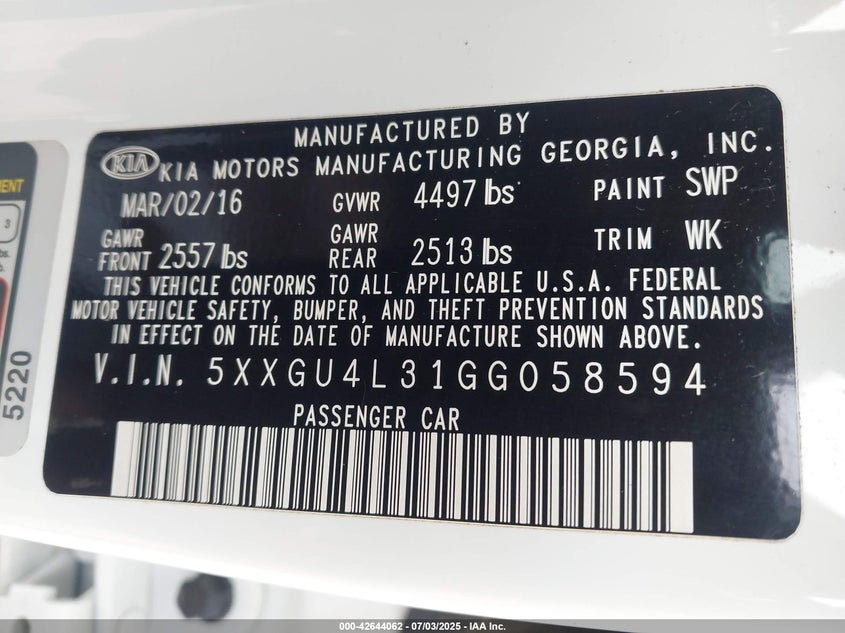 MANUFACTURED BY
KIA KIA MOTORS MANUFACTURING GEORGIA, INC.
MAR/02/16 GVWR 4497 lbs PAINT SWP
GAWR FRONT 2557 lbs GAWR REAR 2513 lbs TRIM WK
THIS VEHICLE CONFORMS TO ALL APPLICABLE U.S.A. FEDERAL
MOTOR VEHICLE SAFETY, BUMPER, AND THEFT PREVENTION STANDARDS
IN EFFECT ON THE DATE OF MANUFACTURE SHOWN ABOVE.
V.I.N. 5XXGU4L31GG058594
PASSENGER CAR
3
5220
000-42644062 - 07/03/2025 - IAA Inc.